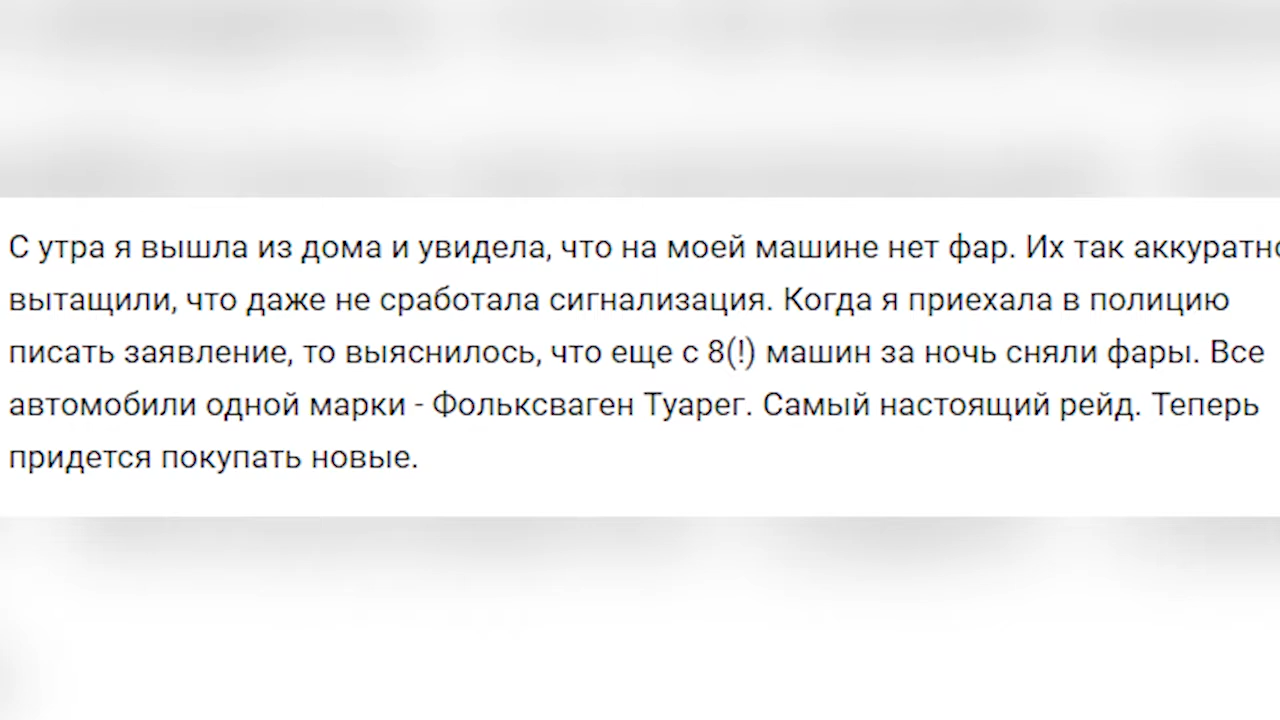 С утра я вышла из дома и увидела, что на моей машине нет фар. Их так аккуратно
вытащили, что даже не сработала сигнализация. Когда я приехала в полицию
писать заявление, то выяснилось, что еще с 8(!) машин за ночь сняли фары. Все
автомобили одной марки - Фольксваген Туарег. Самый настоящий рейд. Теперь
придется покупать новые.